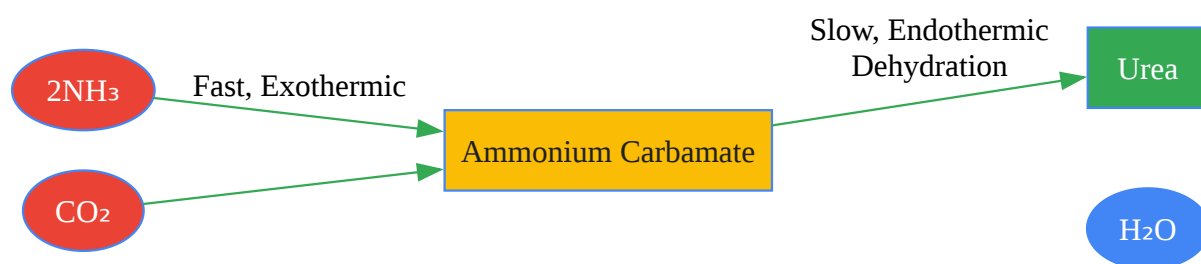 2NH₃
Fast, Exothermic
CO₂
Ammonium Carbamate
Slow, Endothermic
Dehydration
Urea
H₂O